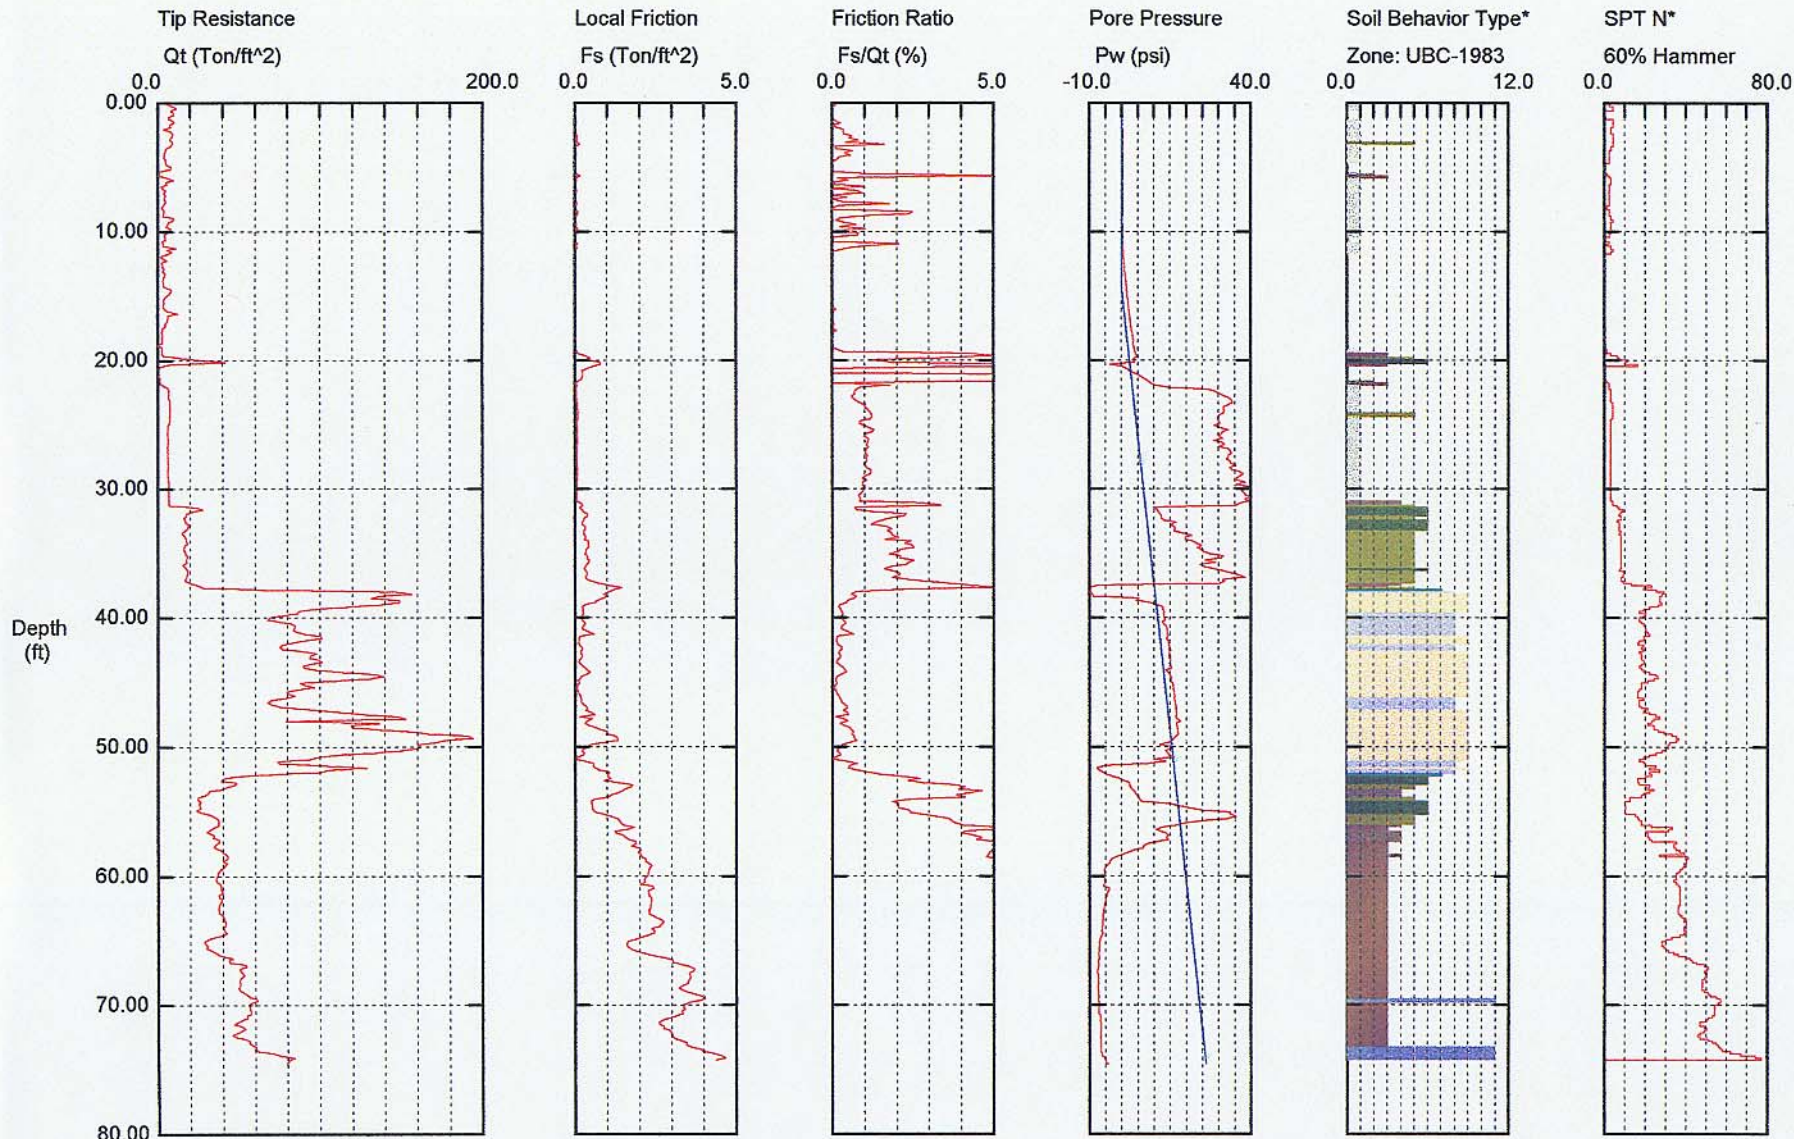 Tip Resistance
Qt (Ton/ft^2)
0.0 200.0
Local Friction
Fs (Ton/ft^2)
0.0 5.0
Friction Ratio
Fs/Qt (%)
0.0 5.0
Pore Pressure
Pw (psi)
-10.0 40.0
Soil Behavior Type*
Zone: UBC-1983
0.0 12.0
SPT N*
60% Hammer
0.0 80.0
0.00
10.00
20.00
30.00
40.00
50.00
60.00
70.00
80.00
Depth
(ft)